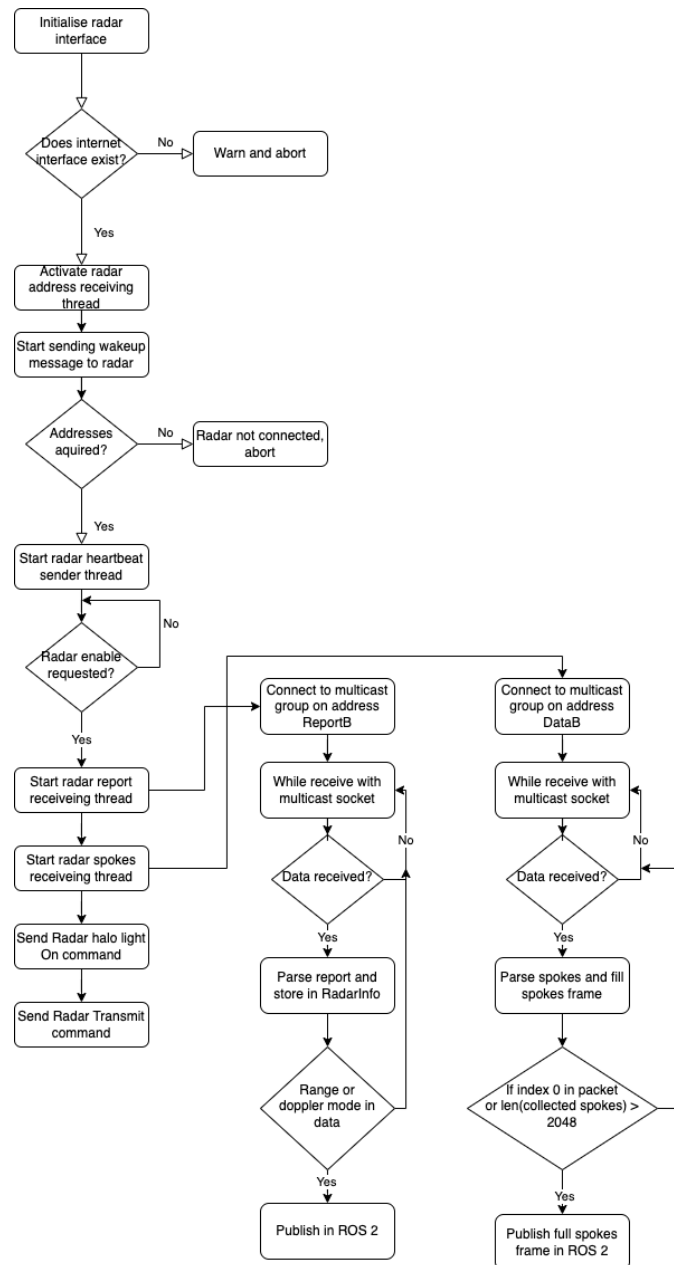 Initialise radar
interface
Does internet
interface exist?
No
Warn and abort
Yes
Activate radar
address receiving
thread
Start sending wakeup
message to radar
Addresses
aquired?
No
Radar not connected,
abort
Yes
Start radar heartbeat
sender thread
No
Radar enable
requested?
Yes
Start radar report
receiveing thread
Start radar spokes
receiveing thread
Send Radar halo light
On command
Send Radar Transmit
command
Connect to multicast
group on address
ReportB
While receive with
multicast socket
No
Data received?
Yes
Parse report and
store in RadarInfo
Range or
doppler mode in
data
Yes
Publish in ROS 2
Connect to multicast
group on address
DataB
While receive with
multicast socket
No
Data received?
Yes
Parse spokes and fill
spokes frame
If index 0 in packet
or len(collected spokes) >
2048
Yes
Publish full spokes
frame in ROS 2